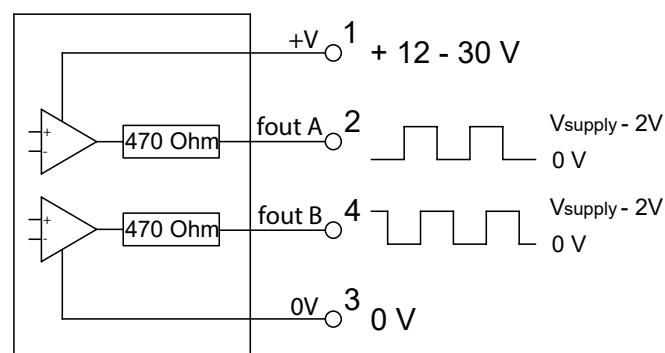 +V 1 + 12 - 30 V
+
-
470 Ohm fout A 2 Vsupply - 2V
0 V
+
-
470 Ohm fout B 4 Vsupply - 2V
0 V
0V 3 0 V